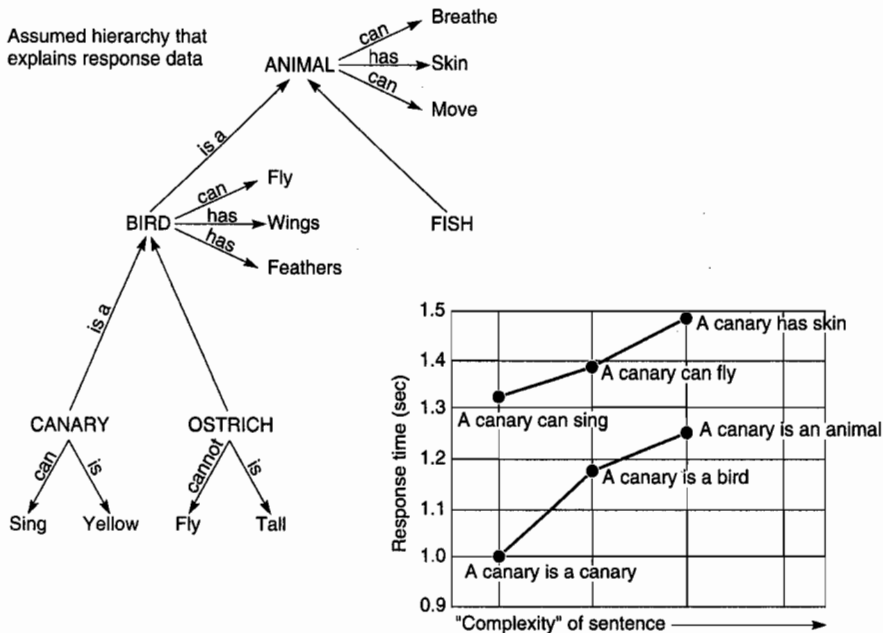 Assumed hierarchy that
explains response data
ANIMAL
can
Breathe
has
Skin
can
Move
is a
BIRD
can
Fly
has
Wings
has
Feathers
FISH
is a
CANARY
can
Sing
is
Yellow
OSTRICH
cannot
Fly
is
Tall
Response time (sec)
1.5
1.4
1.3
1.2
1.1
1.0
0.9
A canary has skin
A canary can fly
A canary can sing
A canary is an animal
A canary is a bird
A canary is a canary
"Complexity" of sentence